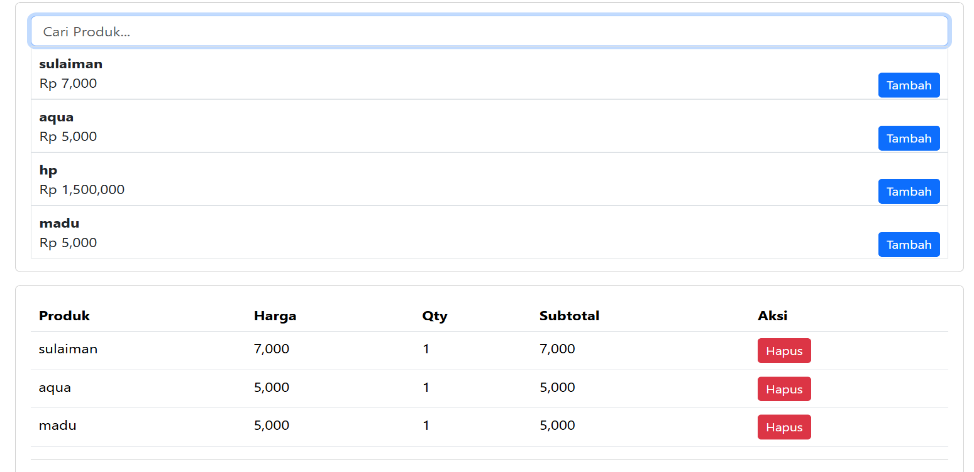 Cari Produk...
sulaiman
Rp 7,000
Tambah
aqua
Rp 5,000
Tambah
hp
Rp 1,500,000
Tambah
madu
Rp 5,000
Tambah
Produk Harga Qty Subtotal Aksi
sulaiman 7,000 1 7,000 Hapus
aqua 5,000 1 5,000 Hapus
madu 5,000 1 5,000 Hapus